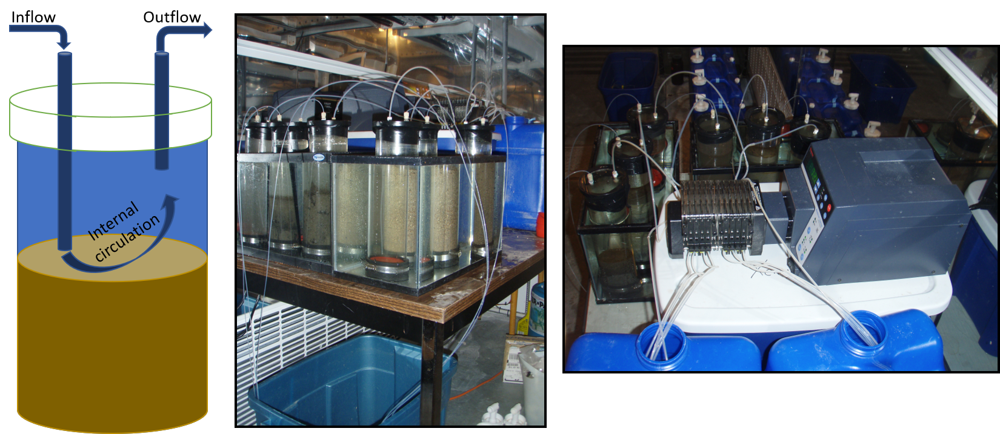 Inflow
Outflow
Internal
circulation